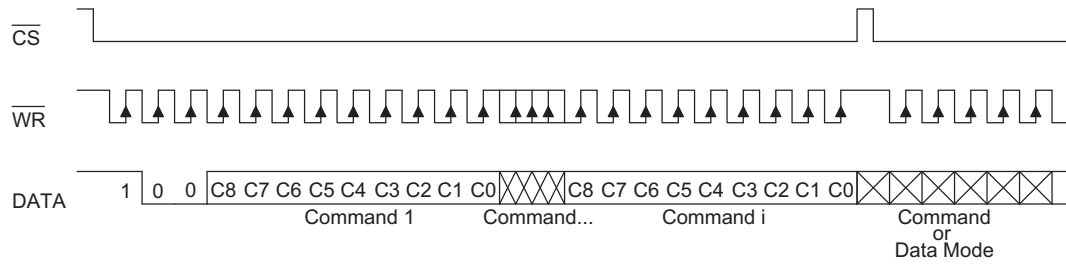 CS
WR
DATA 1 0 0 C8 C7 C6 C5 C4 C3 C2 C1 C0 C8 C7 C6 C5 C4 C3 C2 C1 C0
Command 1 Command... Command i Command
or
Data Mode